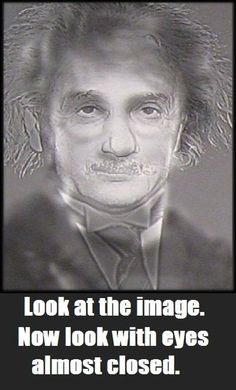 Look at the image.
Now look with eyes
almost closed.